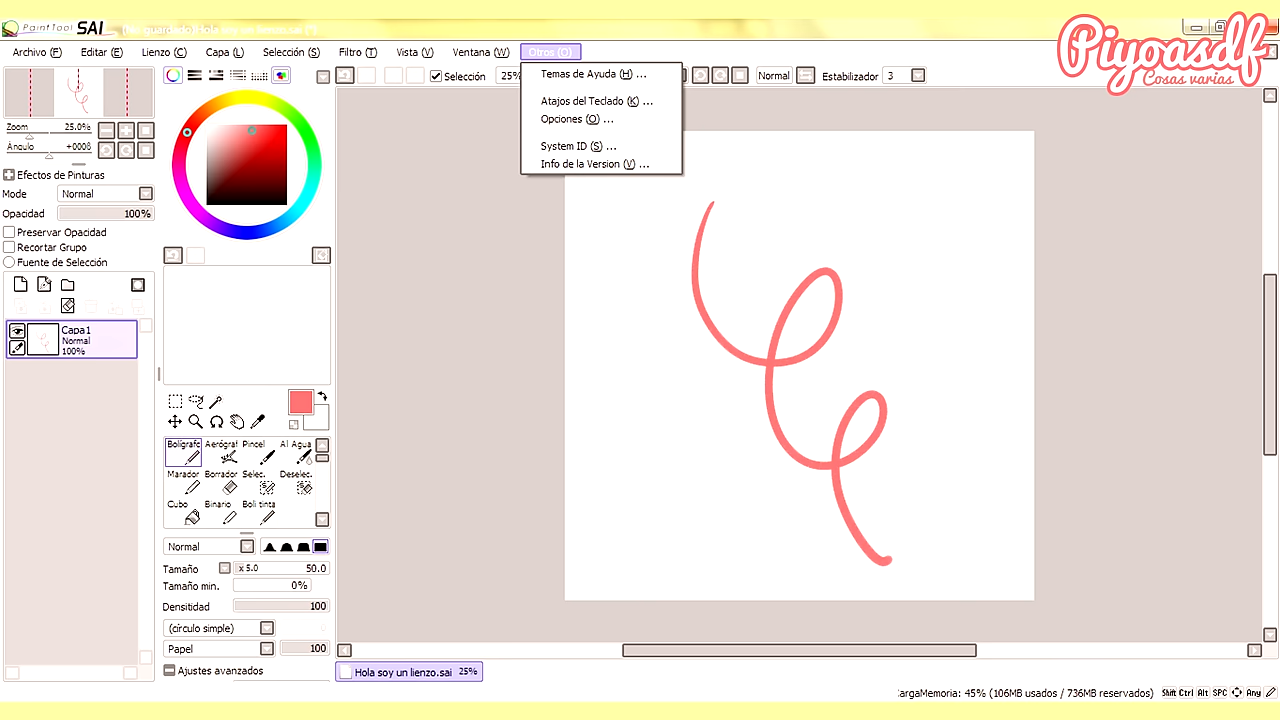 PaintTool SAI
Piyoasdf
Cosas varias
Archivo (F) Editar (E) Lienzo (C) Capa (L) Selección (S) Filtro (T) Vista (V) Ventana (W) Otros (O)
Selección 25% Normal Estabilizador 3
Temas de Ayuda (H) ...
Atajos del Teclado (K) ...
Opciones (O) ...
System ID (S) ...
Info de la Version (V) ...
Zoom 25.0%
Ángulo +000ß
Efectos de Pinturas
Mode Normal
Opacidad 100%
Preservar Opacidad
Recortar Grupo
Fuente de Selección
Capa1
Normal
100%
Bolígrafo Aerógraf Pincel Al Agua
Marador Borrador Selec. Deselec.
Cubo Binario Boli tinta
Normal
Tamaño x 5.0 50.0
Tamaño min. 0%
Densitidad 100
(círculo simple)
Papel 100
Ajustes avanzados
Hola soy un lienzo.sai 25%
argaMemoria: 45% (106MB usados / 736MB reservados) Shift Ctrl Alt SPC Any